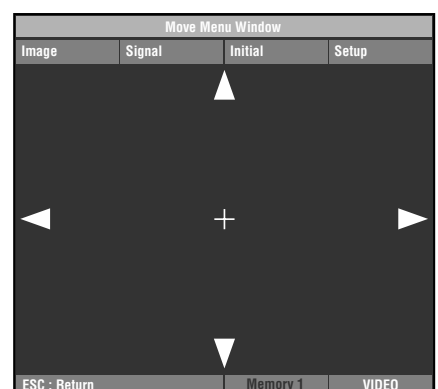 Move Menu Window
Image Signal Initial Setup
ESC : Return Memory 1 VIDEO